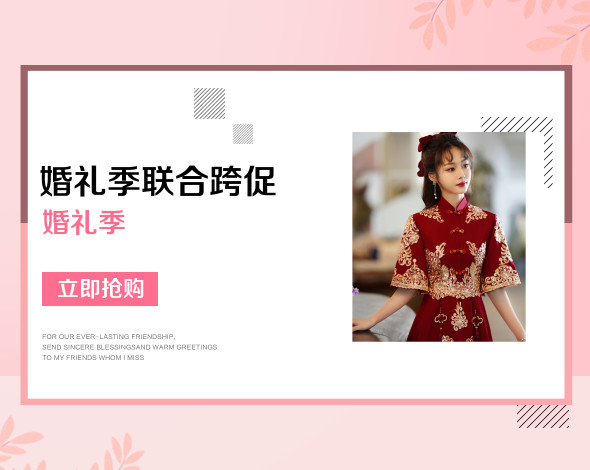 婚礼季联合跨促
婚礼季
立即抢购
FOR OUR EVER-LASTING FRIENDSHIP,
SEND SINCERE BLESSINGSAND WARM GREETINGS
TO MY FRIENDS WHOM I MISS